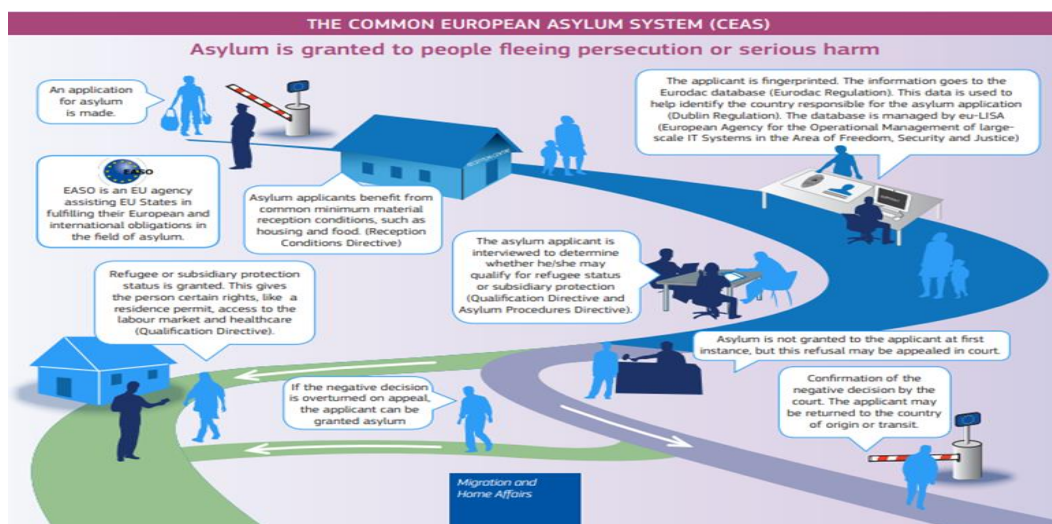 THE COMMON EUROPEAN ASYLUM SYSTEM (CEAS)
Asylum is granted to people fleeing persecution or serious harm
An application
for asylum
is made.
The applicant is fingerprinted. The information goes to the
Eurodac database (Eurodac Regulation). This data is used to
help identify the country responsible for the asylum application
(Dublin Regulation). The database is managed by eu-LISA
(European Agency for the Operational Management of large-
scale IT Systems in the Area of Freedom, Security and Justice)
EASO
EASO is an EU agency
assisting EU States in
fulfilling their European and
international obligations in
the field of asylum.
Asylum applicants benefit from
common minimum material
reception conditions, such as
housing and food. (Reception
Conditions Directive)
The asylum applicant is
interviewed to determine
whether he/she may
qualify for refugee status
or subsidiary protection
(Qualification Directive and
Asylum Procedures Directive).
Refugee or subsidiary protection
status is granted. This gives
the person certain rights, like a
residence permit, access to the
labour market and healthcare
(Qualification Directive).
Asylum is not granted to the applicant at first
instance, but this refusal may be appealed in court.
If the negative decision
is overturned on appeal,
the applicant can be
granted asylum
Confirmation of the
negative decision by the
court. The applicant may
be returned to the country
of origin or transit.
Migration and
Home Affairs